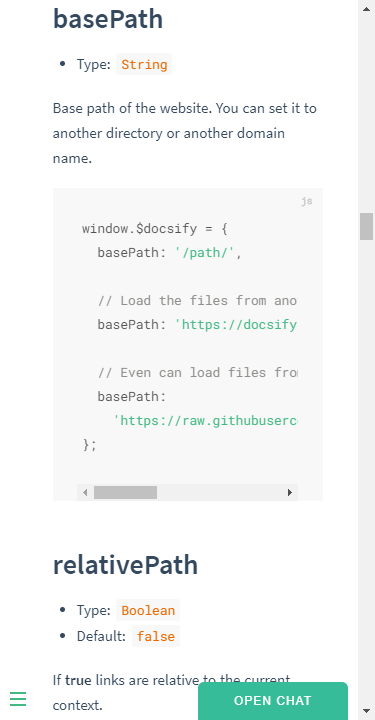 basePath
Type: String
Base path of the website. You can set it to
another directory or another domain
name.
js
window.$docsify = {
basePath: '/path/',
// Load the files from ano
basePath: 'https://docsify
// Even can load files from
basePath:
'https://raw.githubuserc
};
relativePath
Type: Boolean
Default: false
If true links are relative to the current
context.
OPEN CHAT